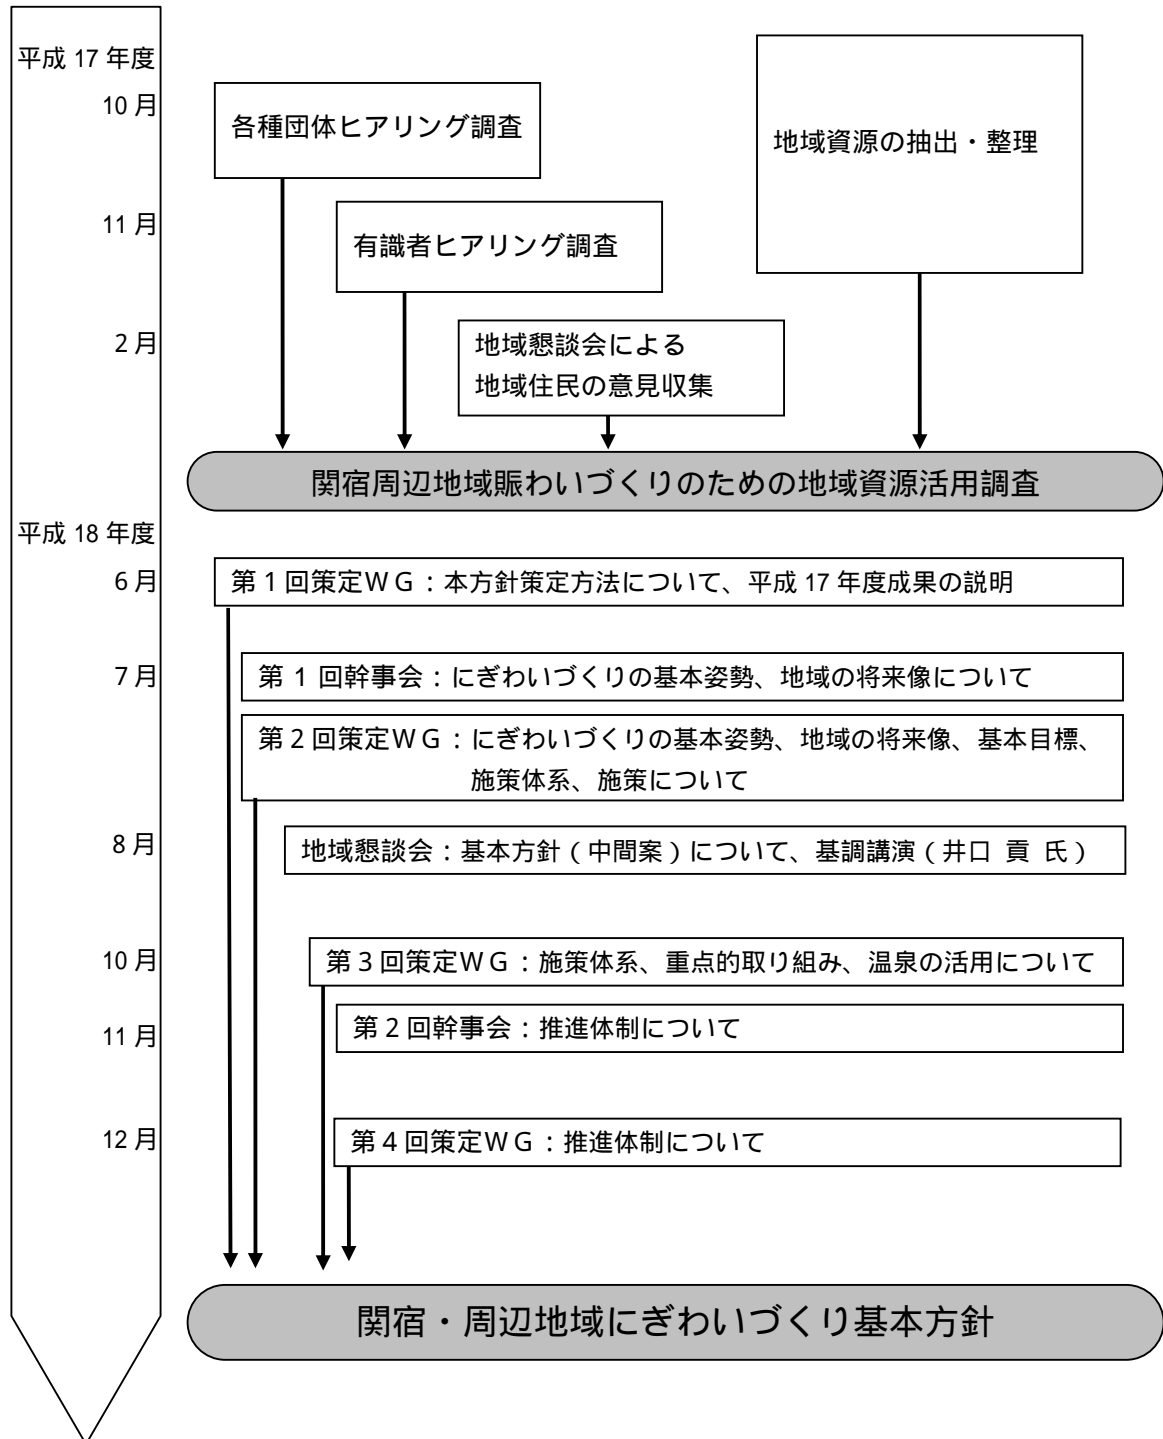 平成 17 年度
10 月
各種団体ヒアリング調査
地域資源の抽出・整理
11 月
有識者ヒアリング調査
2 月
地域懇談会による
地域住民の意見収集
関宿周辺地域賑わいづくりのための地域資源活用調査
平成 18 年度
6 月
第１回策定ＷＧ：本方針策定方法について、平成 17 年度成果の説明
7 月
第 1 回幹事会：にぎわいづくりの基本姿勢、地域の将来像について
第２回策定ＷＧ：にぎわいづくりの基本姿勢、地域の将来像、基本目標、
施策体系、施策について
8 月
地域懇談会：基本方針（中間案）について、基調講演（井口 貢 氏）
10 月
第３回策定ＷＧ：施策体系、重点的取り組み、温泉の活用について
11 月
第２回幹事会：推進体制について
12 月
第４回策定ＷＧ：推進体制について
関宿・周辺地域にぎわいづくり基本方針